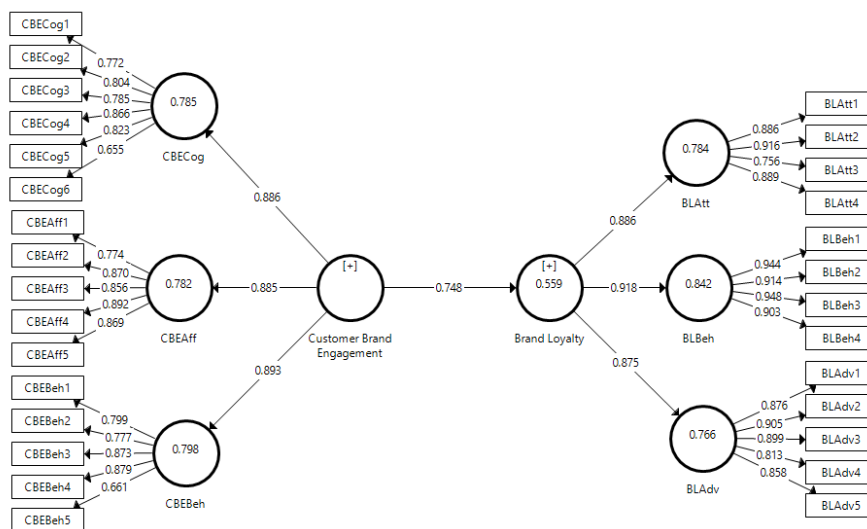 CBECog1
CBECog2
CBECog3
CBECog4
CBECog5
CBECog6
0.772
0.804
0.785
0.866
0.823
0.655
0.785
CBECog
0.886
CBEAff1
CBEAff2
CBEAff3
CBEAff4
CBEAff5
0.774
0.870
0.856
0.892
0.869
0.782
CBEAff
0.885
CBEBeh1
CBEBeh2
CBEBeh3
CBEBeh4
CBEBeh5
0.799
0.777
0.873
0.879
0.661
0.798
CBEBeh
0.893
[+]
Customer Brand
Engagement
0.748
[+]
0.559
Brand Loyalty
0.886
0.784
BLAtt
0.886
0.916
0.756
0.889
BLAtt1
BLAtt2
BLAtt3
BLAtt4
0.918
0.842
BLBeh
0.944
0.914
0.948
0.903
BLBeh1
BLBeh2
BLBeh3
BLBeh4
0.875
0.766
BLAdv
0.876
0.905
0.899
0.813
0.858
BLAdv1
BLAdv2
BLAdv3
BLAdv4
BLAdv5